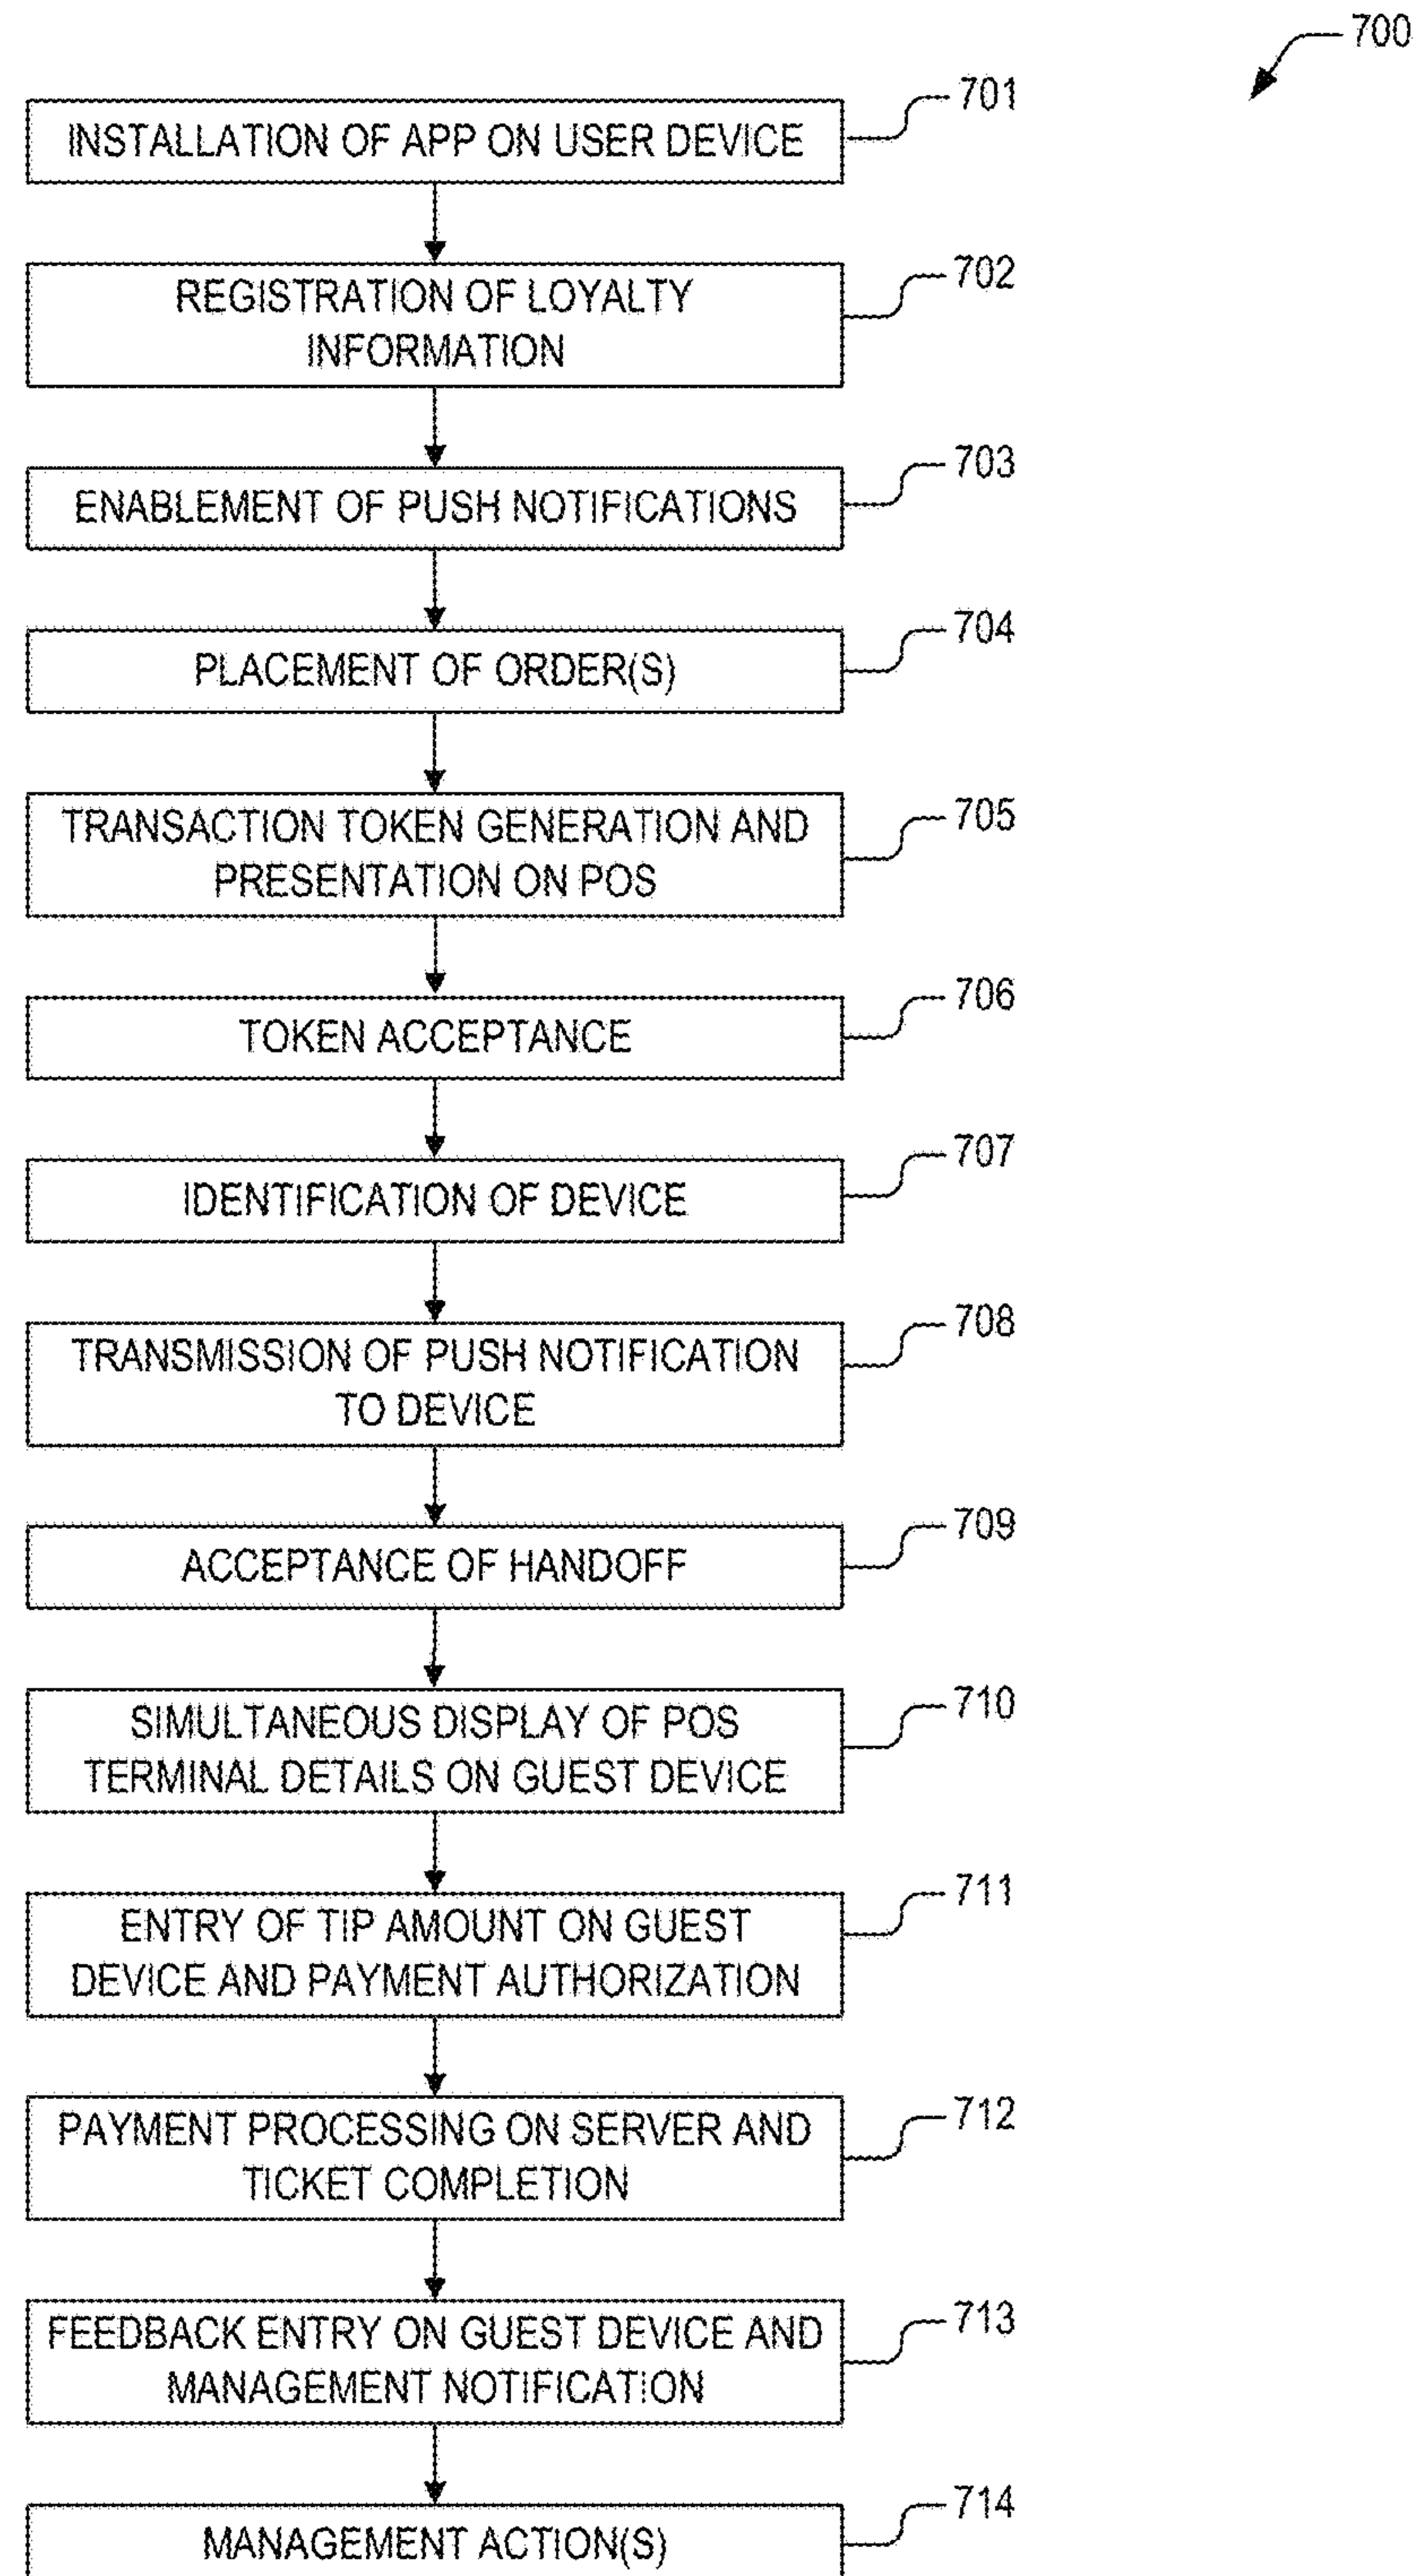 700
INSTALLATION OF APP ON USER DEVICE
701
REGISTRATION OF LOYALTY
INFORMATION
702
ENABLEMENT OF PUSH NOTIFICATIONS
703
PLACEMENT OF ORDER(S)
704
TRANSACTION TOKEN GENERATION AND
PRESENTATION ON POS
705
TOKEN ACCEPTANCE
706
IDENTIFICATION OF DEVICE
707
TRANSMISSION OF PUSH NOTIFICATION
TO DEVICE
708
ACCEPTANCE OF HANDOFF
709
SIMULTANEOUS DISPLAY OF POS
TERMINAL DETAILS ON GUEST DEVICE
710
ENTRY OF TIP AMOUNT ON GUEST
DEVICE AND PAYMENT AUTHORIZATION
711
PAYMENT PROCESSING ON SERVER AND
TICKET COMPLETION
712
FEEDBACK ENTRY ON GUEST DEVICE AND
MANAGEMENT NOTIFICATION
713
MANAGEMENT ACTION(S)
714